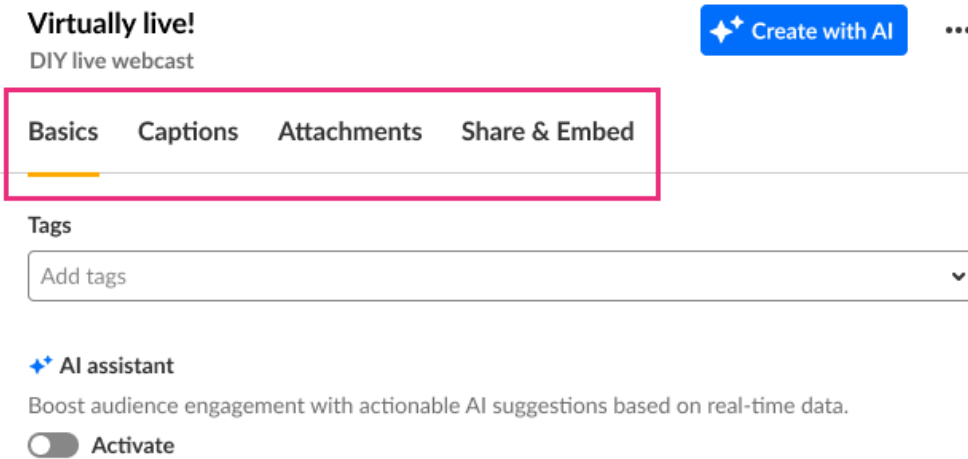 Virtually live!
Create with AI
DIY live webcast
Basics Captions Attachments Share & Embed
Tags
Add tags
AI assistant
Boost audience engagement with actionable AI suggestions based on real-time data.
Activate